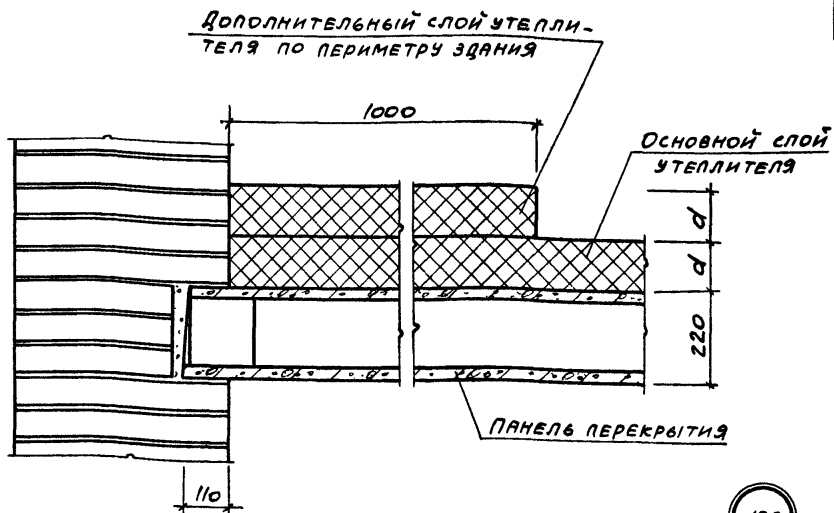 Дополнительный слой утепли-
теля по периметру здания
1000
Основной слой
утеплителя
d
d
220
Панель перекрытия
110